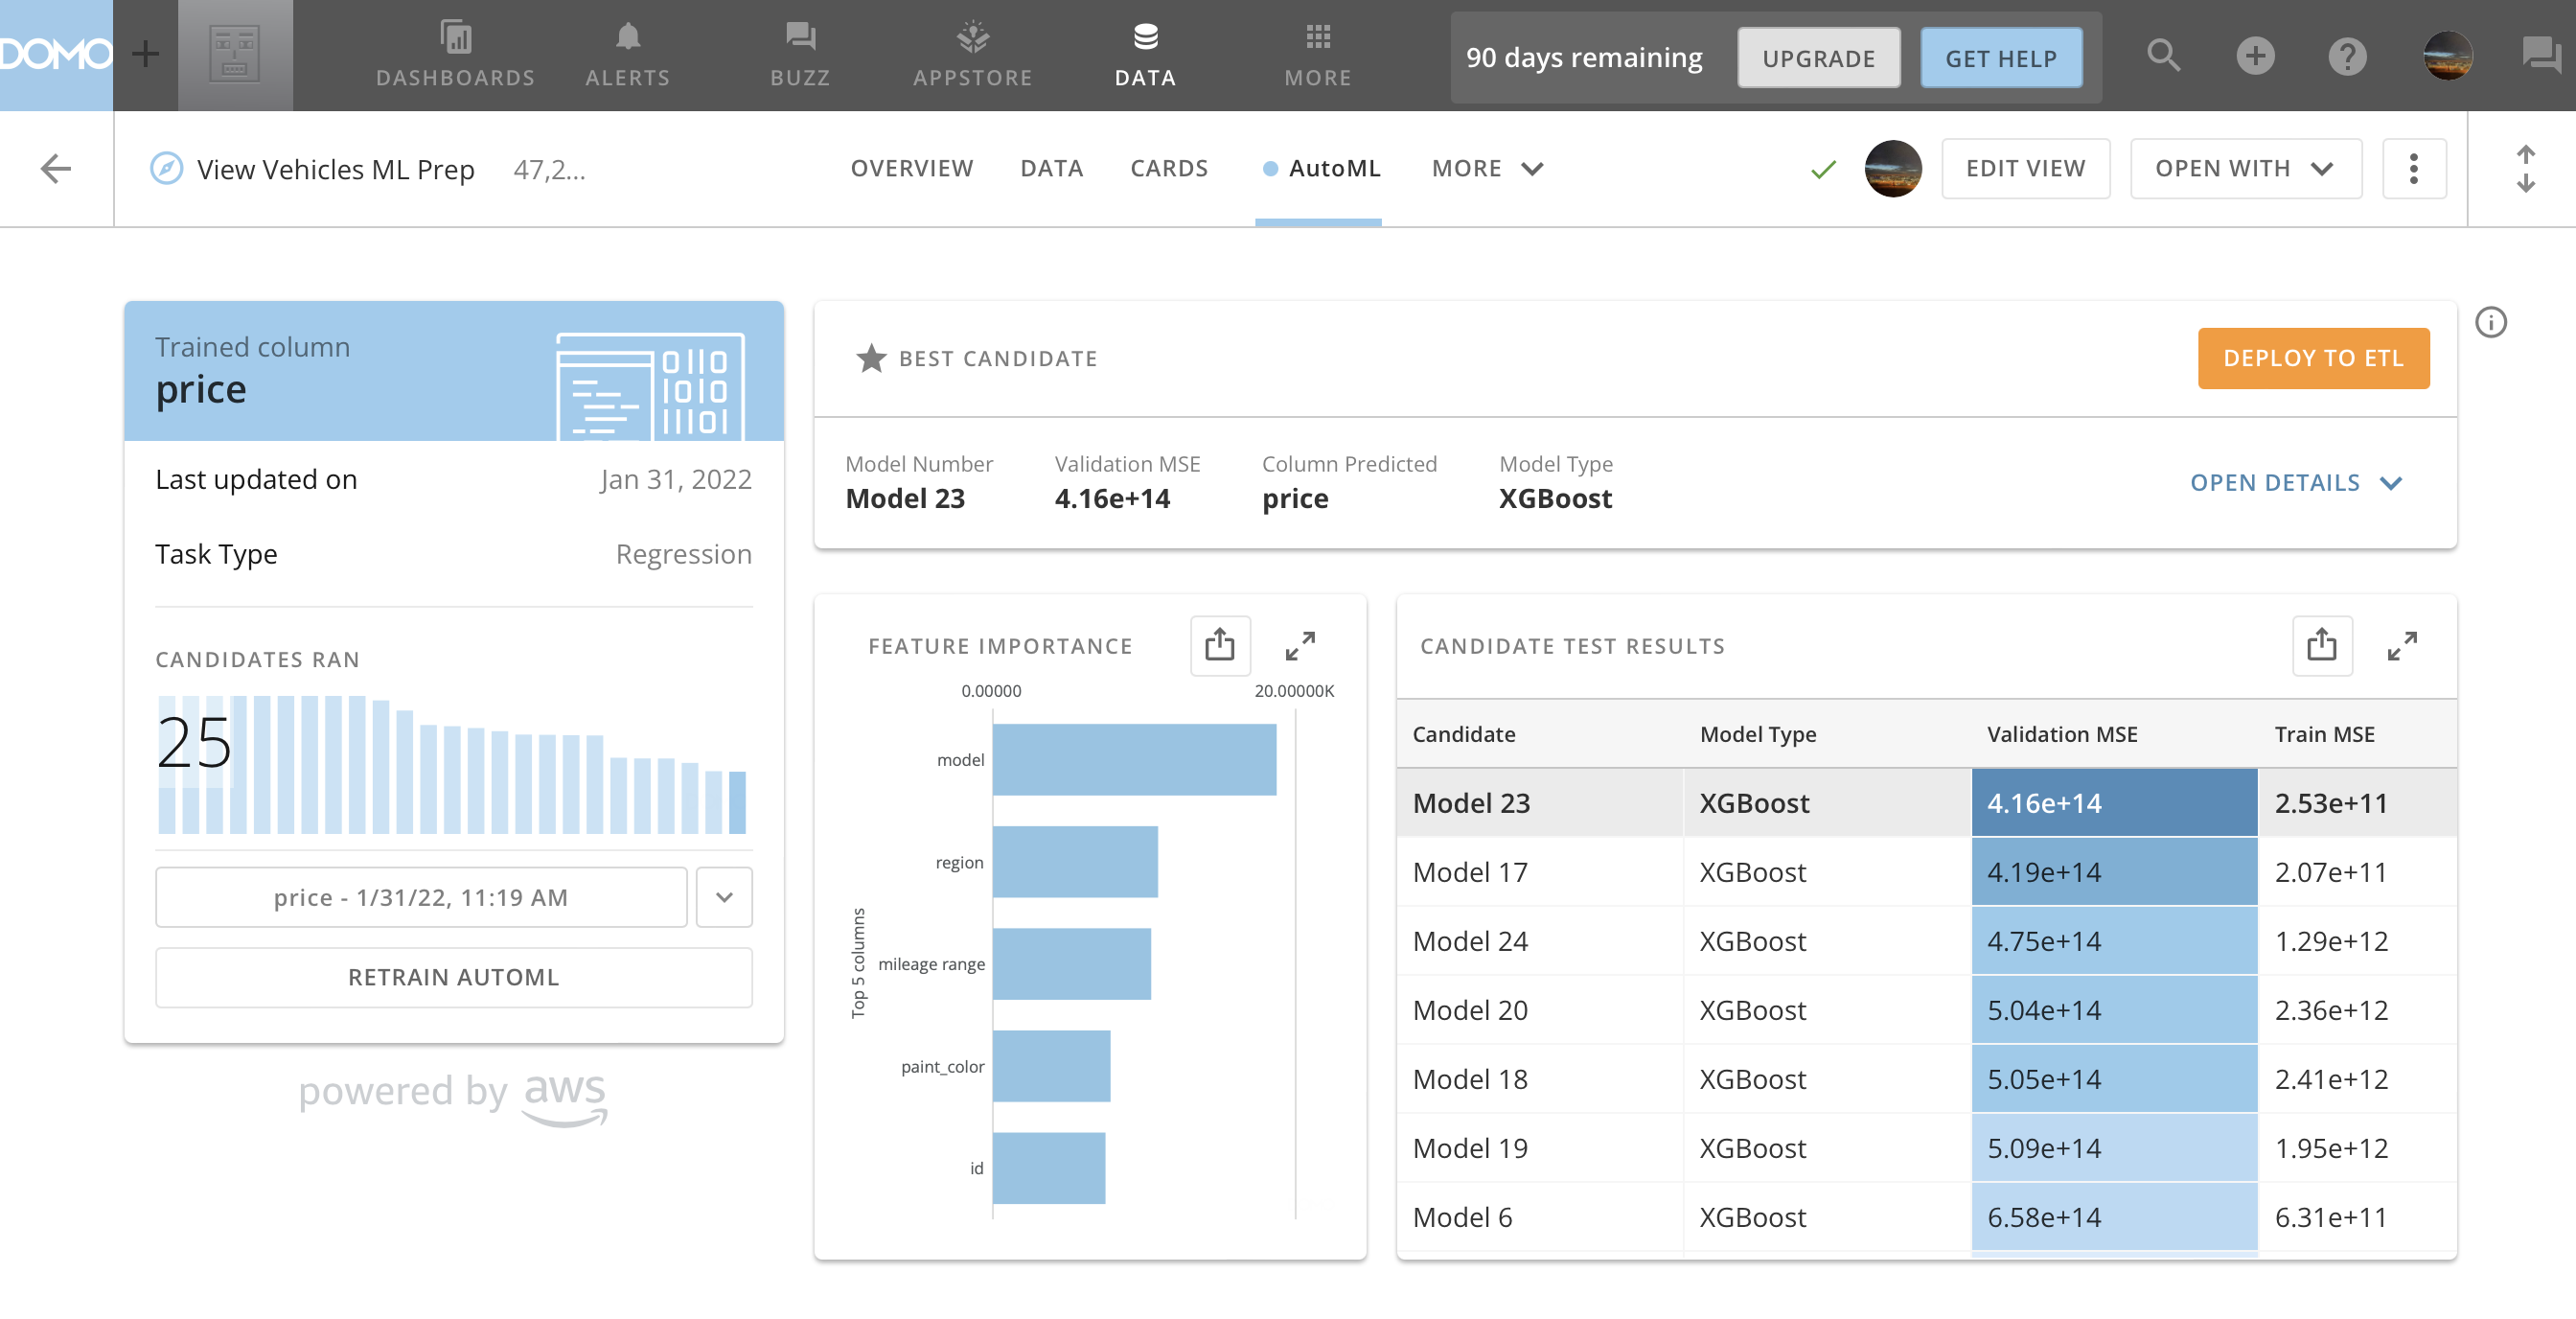 DOMO
DASHBOARDS
ALERTS
BUZZ
APPSTORE
DATA
MORE
90 days remaining
UPGRADE
GET HELP
View Vehicles ML Prep 47,2...
OVERVIEW
DATA
CARDS
AutoML
MORE
EDIT VIEW
OPEN WITH
Trained column
price
Last updated on Jan 31, 2022
Task Type Regression
CANDIDATES RAN
25
price - 1/31/22, 11:19 AM
RETRAIN AUTOML
powered by aws
BEST CANDIDATE
DEPLOY TO ETL
Model Number Validation MSE Column Predicted Model Type
Model 23 4.16e+14 price XGBoost
OPEN DETAILS
FEATURE IMPORTANCE
0.00000 20.00000K
Top 5 columns
model
region
mileage range
paint_color
id
CANDIDATE TEST RESULTS
Candidate Model Type Validation MSE Train MSE
Model 23 XGBoost 4.16e+14 2.53e+11
Model 17 XGBoost 4.19e+14 2.07e+11
Model 24 XGBoost 4.75e+14 1.29e+12
Model 20 XGBoost 5.04e+14 2.36e+12
Model 18 XGBoost 5.05e+14 2.41e+12
Model 19 XGBoost 5.09e+14 1.95e+12
Model 6 XGBoost 6.58e+14 6.31e+11